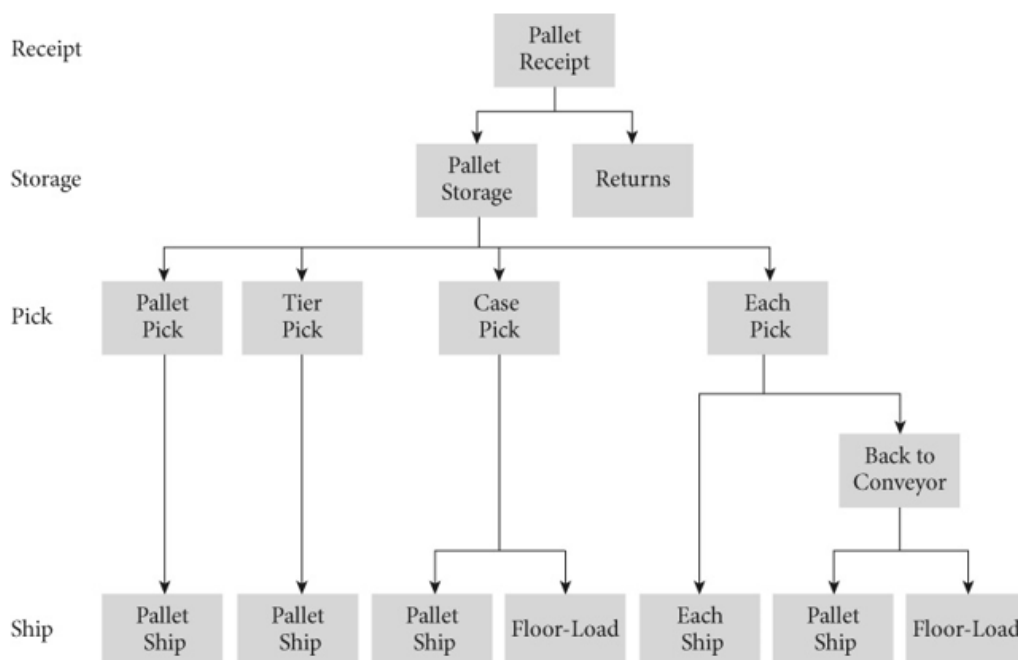 Receipt
Pallet
Receipt
Storage
Pallet
Storage
Returns
Pick
Pallet
Pick
Tier
Pick
Case
Pick
Each
Pick
Back to
Conveyor
Ship
Pallet
Ship
Pallet
Ship
Pallet
Ship
Floor-Load
Each
Ship
Pallet
Ship
Floor-Load